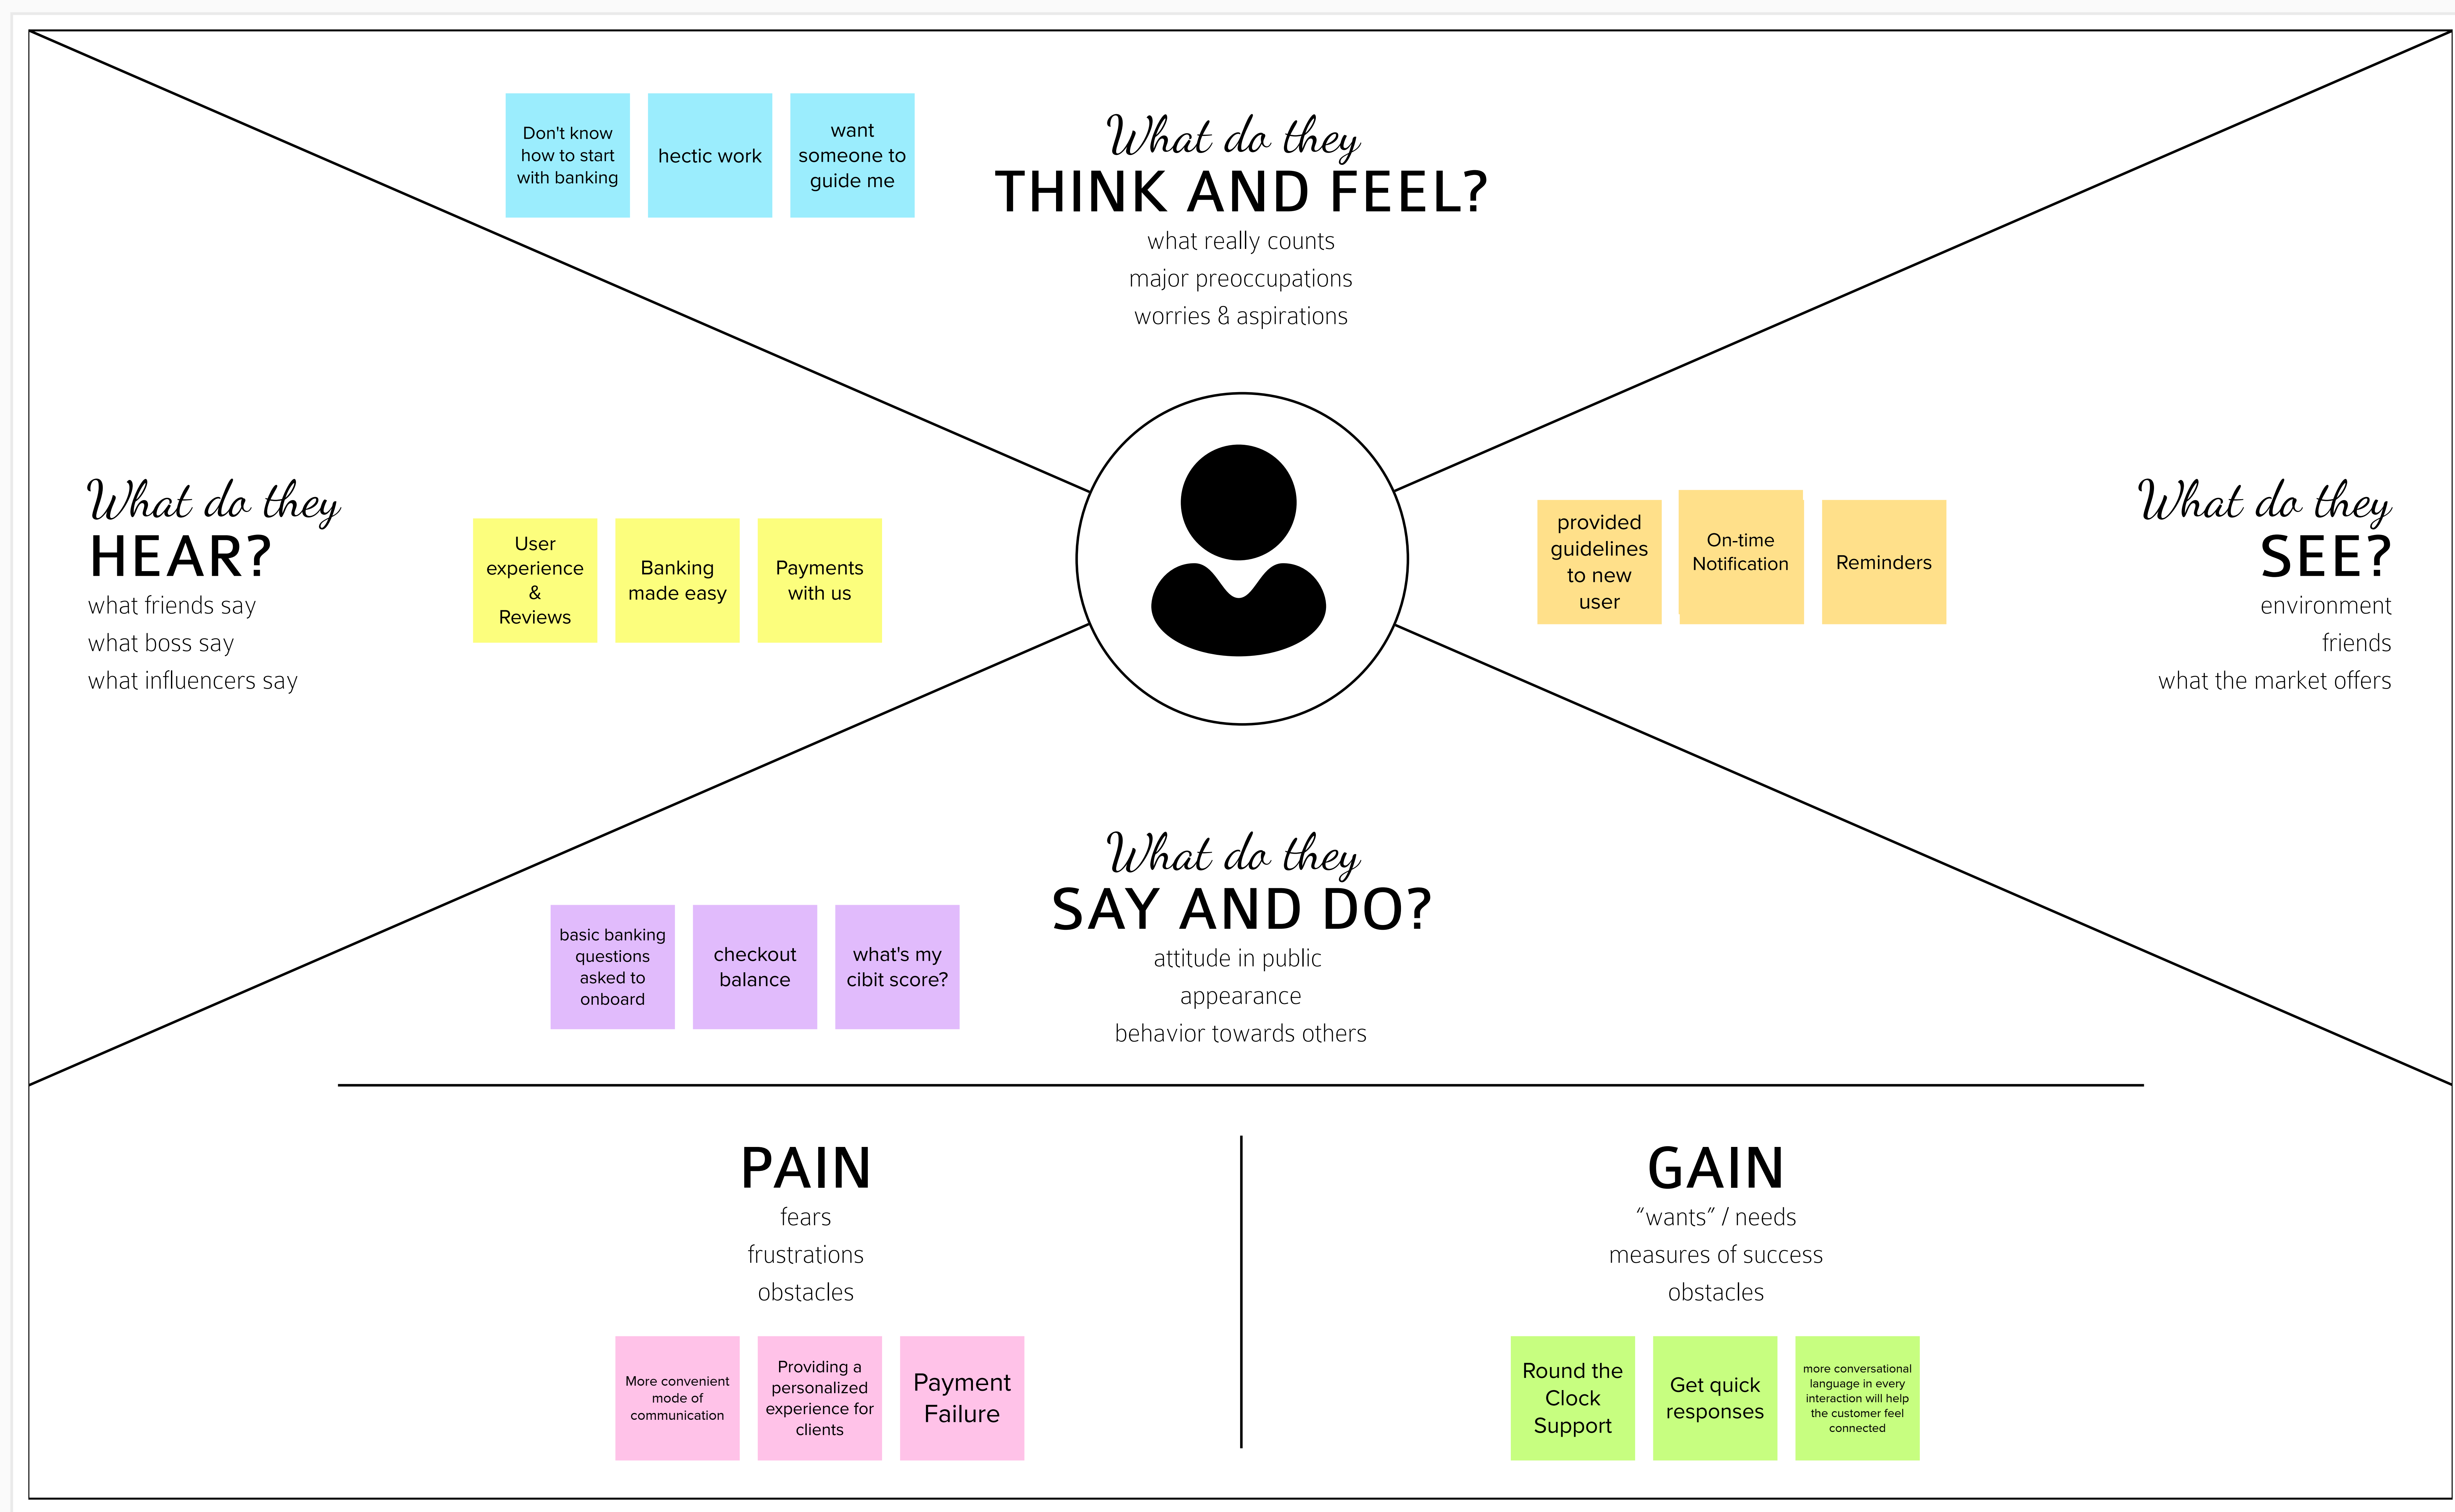 Don't know
how to start
with banking
hectic work
want
someone to
guide me
What do they
THINK AND FEEL?
what really counts
major preoccupations
worries & aspirations
What do they
HEAR?
what friends say
what boss say
what influencers say
User
experience
&
Reviews
Banking
made easy
Payments
with us
provided
guidelines
to new
user
On-time
Notification
Reminders
What do they
SEE?
environment
friends
what the market offers
What do they
SAY AND DO?
attitude in public
appearance
behavior towards others
basic banking
questions
asked to
onboard
checkout
balance
what's my
cibit score?
PAIN
fears
frustrations
obstacles
More convenient
mode of
communication
Providing a
personalized
experience for
clients
Payment
Failure
GAIN
“wants” / needs
measures of success
obstacles
Round the
Clock
Support
Get quick
responses
more conversational
language in every
interaction will help
the customer feel
connected